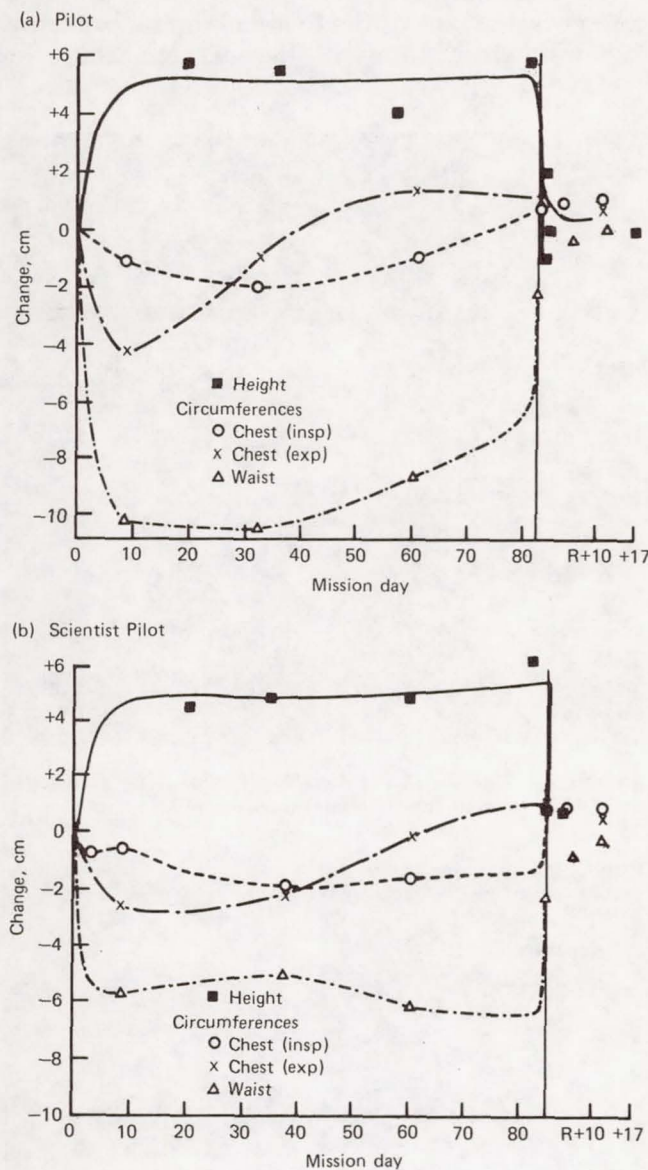 (a) Pilot
+6
+4
+2
0
−2
−4
−6
−8
−10
Change, cm
■ Height
Circumferences
○ Chest (insp)
× Chest (exp)
△ Waist
0 10 20 30 40 50 60 70 80 R+10 +17
Mission day
(b) Scientist Pilot
+6
+4
+2
0
−2
−4
−6
−8
−10
Change, cm
■ Height
Circumferences
○ Chest (insp)
× Chest (exp)
△ Waist
0 10 20 30 40 50 60 70 80 R+10 +17
Mission day